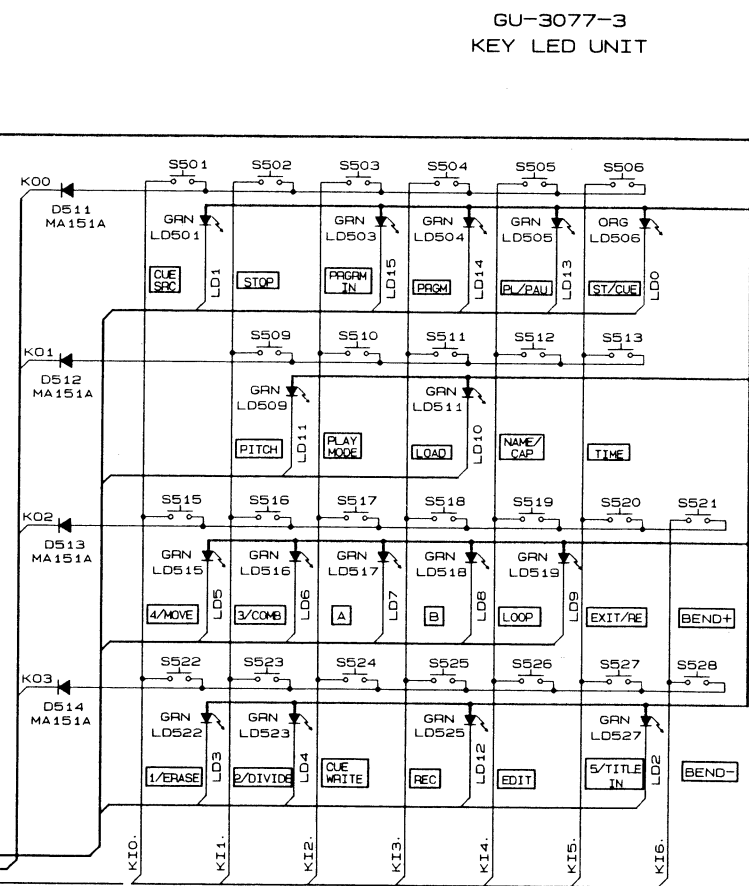 GU-3077-3
KEY LED UNIT
S501 S502 S503 S504 S505 S506
KO0
D511
MA151A
GRN GRN GRN GRN ORG
LD501 LD503 LD504 LD505 LD506
LD1 LD15 LD14 LD13 LD0
CUE
SRC
STOP
PRGRM
IN
PRGM
PL/PAU
ST/CUE
S509 S510 S511 S512 S513
KO1
D512
MA151A
GRN GRN
LD509 LD511
LD11 LD10
PITCH
PLAY
MODE
LOAD
NAME/
CAP
TIME
S515 S516 S517 S518 S519 S520 S521
KO2
D513
MA151A
GRN GRN GRN GRN GRN
LD515 LD516 LD517 LD518 LD519
LD5 LD6 LD7 LD8 LD9
4/MOVE 3/COMB A B LOOP EXIT/RE BEND+
S522 S523 S524 S525 S526 S527 S528
KO3
D514
MA151A
GRN GRN GRN GRN
LD522 LD523 LD525 LD527
LD3 LD4 LD12 LD2
1/ERASE 2/DIVIDE
CUE
WRITE
REC
EDIT
5/TITLE
IN
BEND-
KI0. KI1. KI2. KI3. KI4. KI5. KI6.